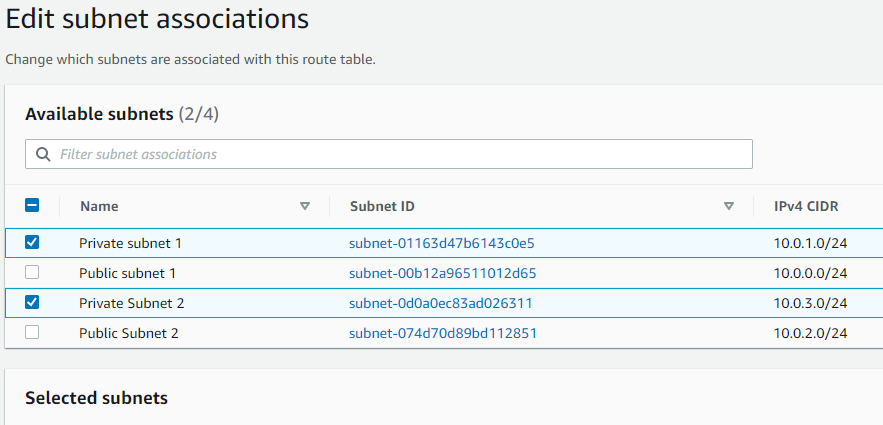 Edit subnet associations
Change which subnets are associated with this route table.
Available subnets (2/4)
Filter subnet associations
Name Subnet ID IPv4 CIDR
Private subnet 1 subnet-01163d47b6143c0e5 10.0.1.0/24
Public subnet 1 subnet-00b12a96511012d65 10.0.0.0/24
Private Subnet 2 subnet-0d0a0ec83ad026311 10.0.3.0/24
Public Subnet 2 subnet-074d70d89bd112851 10.0.2.0/24
Selected subnets